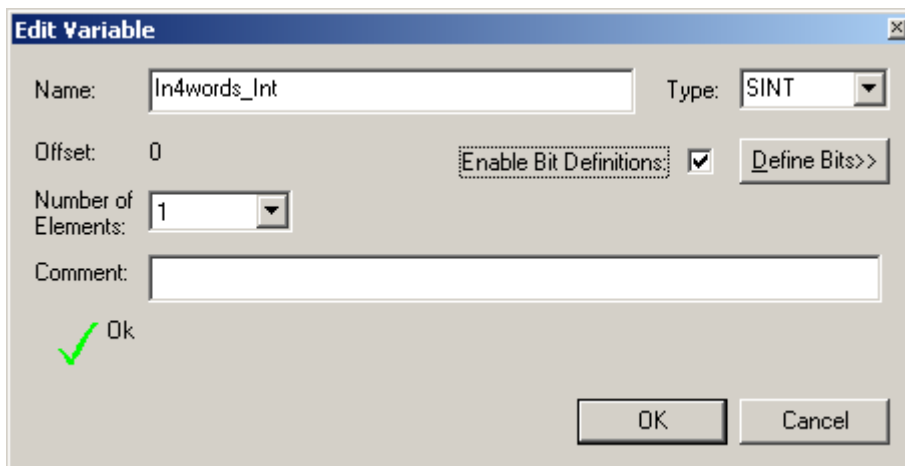 Edit Variable
Name: In4words_Int Type: SINT
Offset: 0 Enable Bit Definitions: Define Bits>>
Number of
Elements: 1
Comment:
Ok
OK Cancel